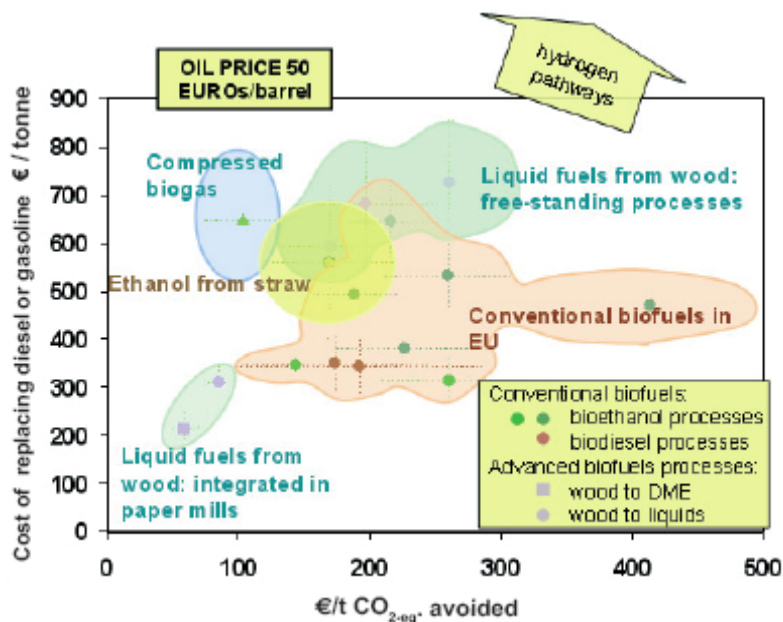 OIL PRICE 50
EUROs/barrel
hydrogen
pathways
Cost of replacing diesel or gasoline € / tonne
900
800
700
600
500
400
300
200
100
0
Compressed
biogas
Liquid fuels from wood:
free-standing processes
Ethanol from straw
Conventional biofuels in
EU
Liquid fuels from
wood: integrated in
paper mills
Conventional biofuels:
bioethanol processes
biodiesel processes
Advanced biofuels processes:
wood to DME
wood to liquids
0
100
200
300
400
500
€/t CO2-eq. avoided